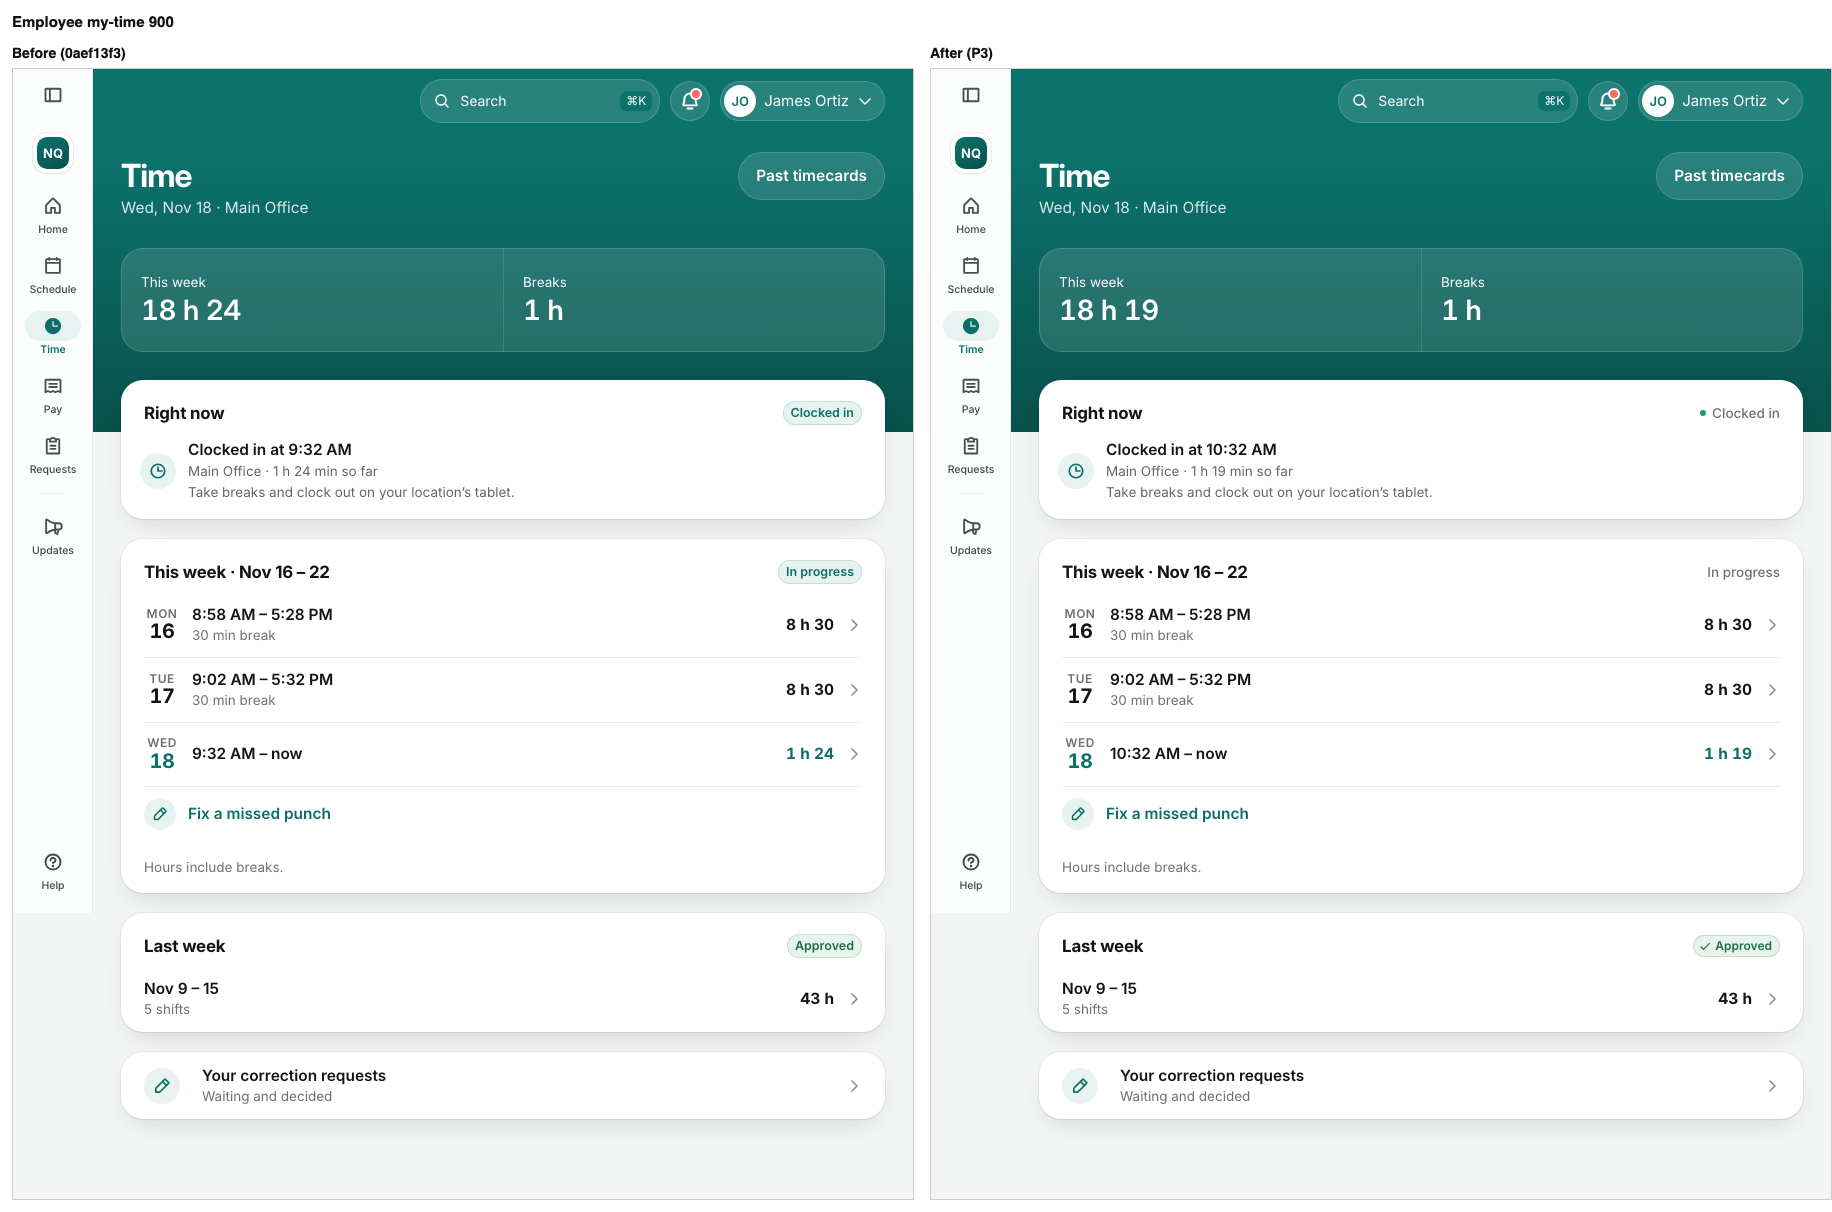 Employee my-time 900
Before (0aef13f3)
NQ
Home
Schedule
Time
Pay
Requests
Updates
Help
Search ⌘K
JO James Ortiz
Time
Past timecards
Wed, Nov 18 · Main Office
This week
18 h 24
Breaks
1 h
Right now
Clocked in
Clocked in at 9:32 AM
Main Office · 1 h 24 min so far
Take breaks and clock out on your location’s tablet.
This week · Nov 16 – 22
In progress
MON
16
8:58 AM – 5:28 PM
30 min break
8 h 30
TUE
17
9:02 AM – 5:32 PM
30 min break
8 h 30
WED
18
9:32 AM – now
1 h 24
Fix a missed punch
Hours include breaks.
Last week
Approved
Nov 9 – 15
5 shifts
43 h
Your correction requests
Waiting and decided
After (P3)
NQ
Home
Schedule
Time
Pay
Requests
Updates
Help
Search ⌘K
JO James Ortiz
Time
Past timecards
Wed, Nov 18 · Main Office
This week
18 h 19
Breaks
1 h
Right now
Clocked in
Clocked in at 10:32 AM
Main Office · 1 h 19 min so far
Take breaks and clock out on your location’s tablet.
This week · Nov 16 – 22
In progress
MON
16
8:58 AM – 5:28 PM
30 min break
8 h 30
TUE
17
9:02 AM – 5:32 PM
30 min break
8 h 30
WED
18
10:32 AM – now
1 h 19
Fix a missed punch
Hours include breaks.
Last week
Approved
Nov 9 – 15
5 shifts
43 h
Your correction requests
Waiting and decided